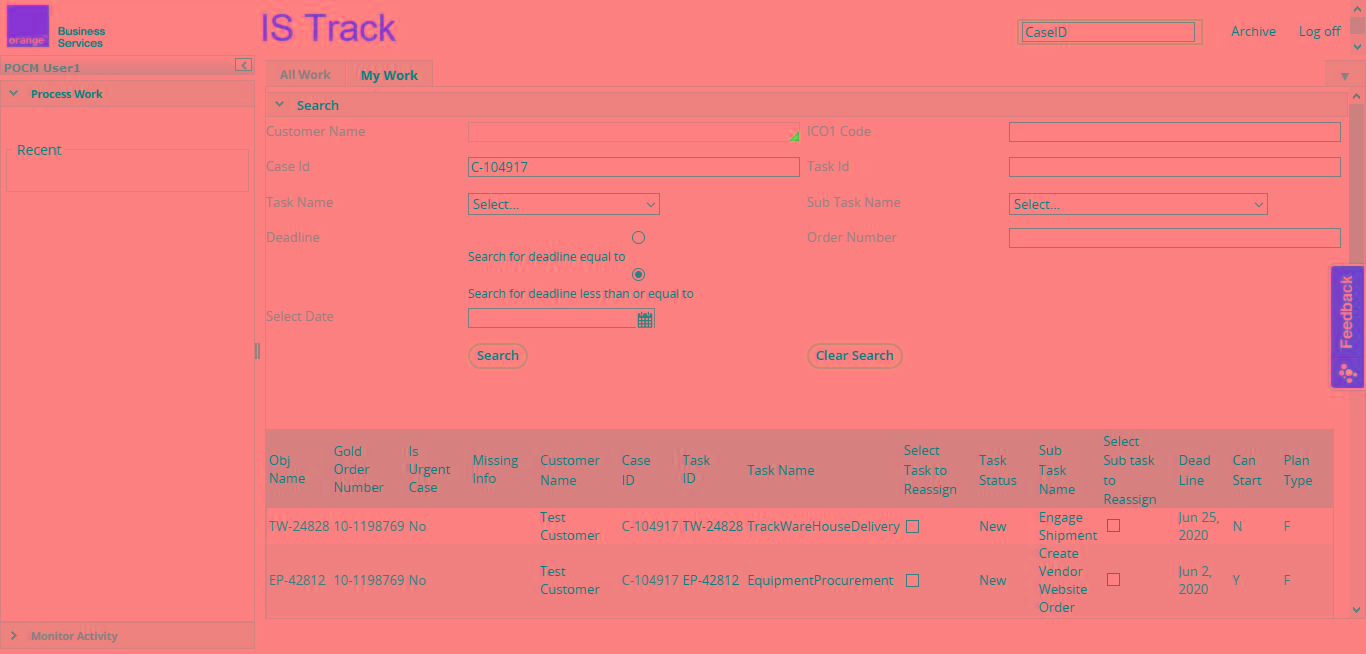 orange™
Business
Services
IS Track
CaseID
Archive
Log off
POCM User1
All Work
My Work
Process Work
Recent
Search
Customer Name
ICO1 Code
Case Id
C-104917
Task Id
Task Name
Select...
Sub Task Name
Select...
Deadline
Search for deadline equal to
Search for deadline less than or equal to
Order Number
Select Date
Search
Clear Search
Feedback
Obj Name
Gold Order Number
Is Urgent Case
Missing Info
Customer Name
Case ID
Task ID
Task Name
Select Task to Reassign
Task Status
Sub Task Name
Select Sub task to Reassign
Dead Line
Can Start
Plan Type
TW-24828 10-1198769 No Test Customer C-104917 TW-24828 TrackWareHouseDelivery New Engage Shipment Jun 25, 2020 N F
EP-42812 10-1198769 No Test Customer C-104917 EP-42812 EquipmentProcurement New Create Vendor Website Order Jun 2, 2020 Y F
Monitor Activity